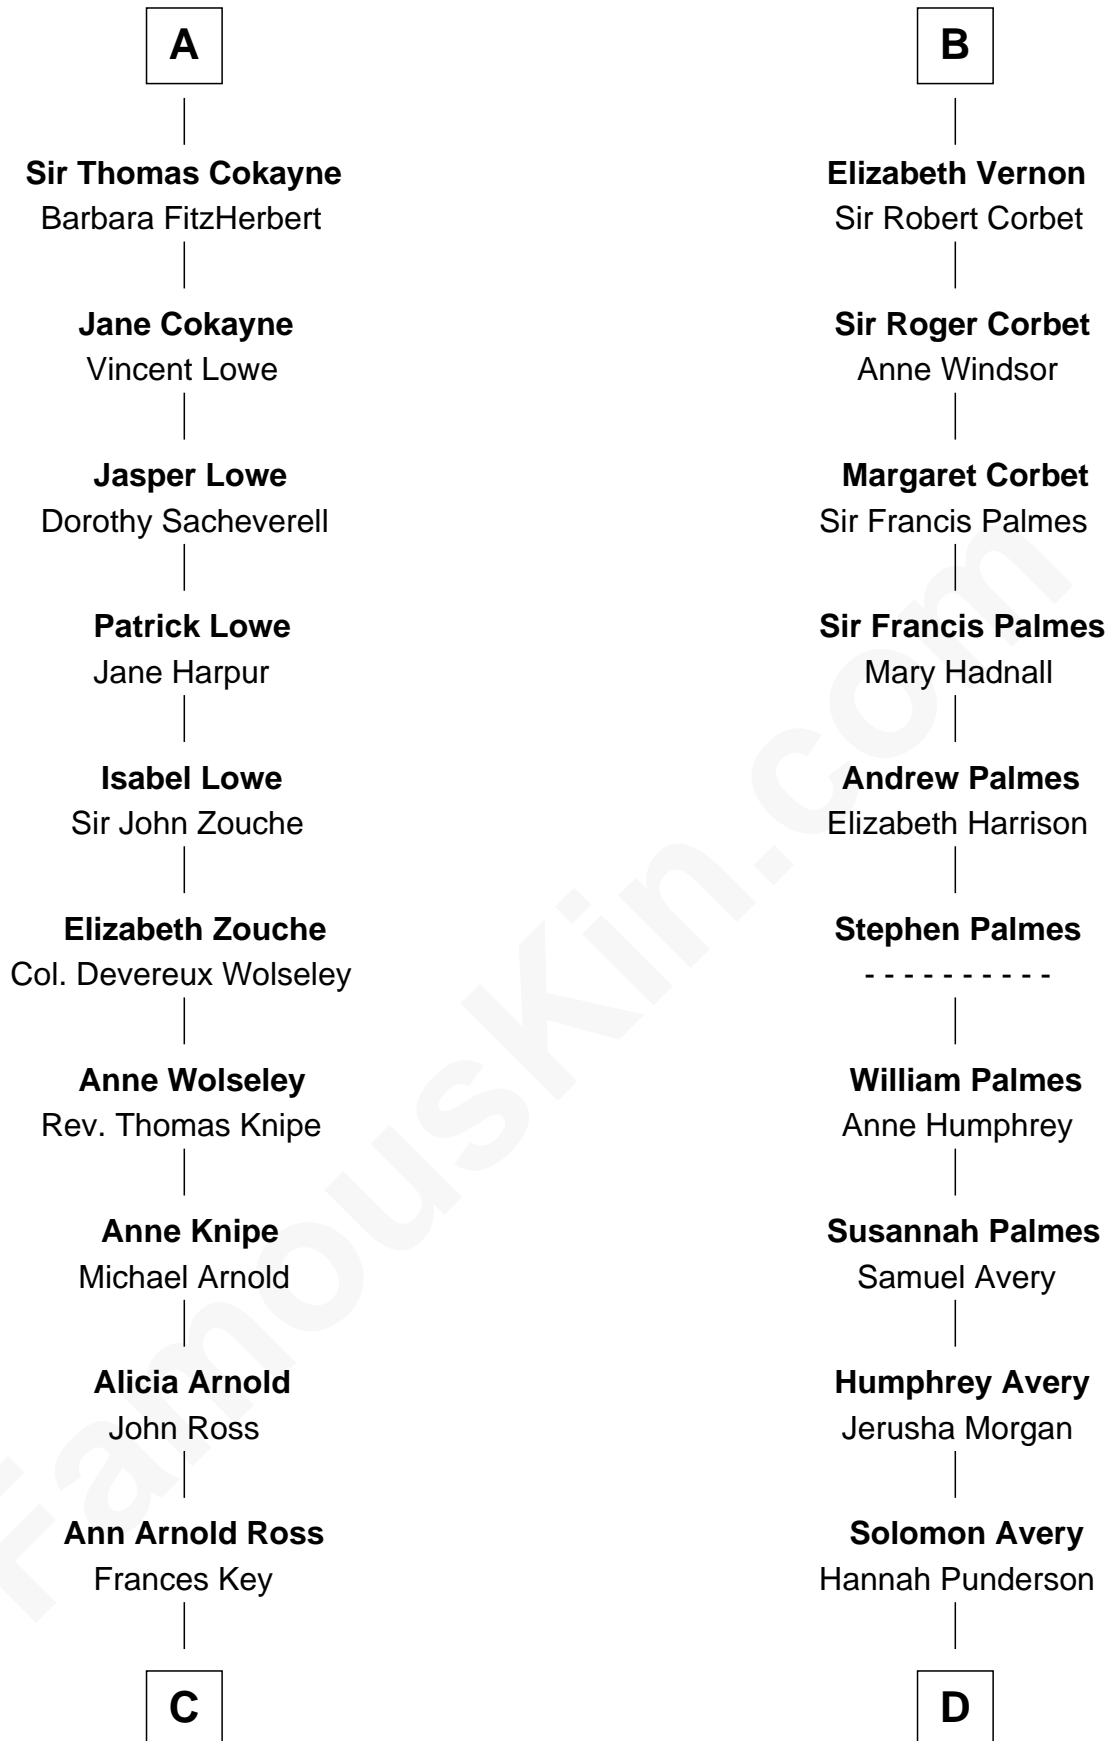 A
Sir Thomas Cokayne
Barbara FitzHerbert
Jane Cokayne
Vincent Lowe
Jasper Lowe
Dorothy Sacheverell
Patrick Lowe
Jane Harpur
Isabel Lowe
Sir John Zouche
Elizabeth Zouche
Col. Devereux Wolseley
Anne Wolseley
Rev. Thomas Knipe
Anne Knipe
Michael Arnold
Alicia Arnold
John Ross
Ann Arnold Ross
Frances Key
C
B
Elizabeth Vernon
Sir Robert Corbet
Sir Roger Corbet
Anne Windsor
Margaret Corbet
Sir Francis Palmes
Sir Francis Palmes
Mary Hadnall
Andrew Palmes
Elizabeth Harrison
Stephen Palmes
- - - - - - - - - -
William Palmes
Anne Humphrey
Susannah Palmes
Samuel Avery
Humphrey Avery
Jerusha Morgan
Solomon Avery
Hannah Punderson
D
FamousKin.com